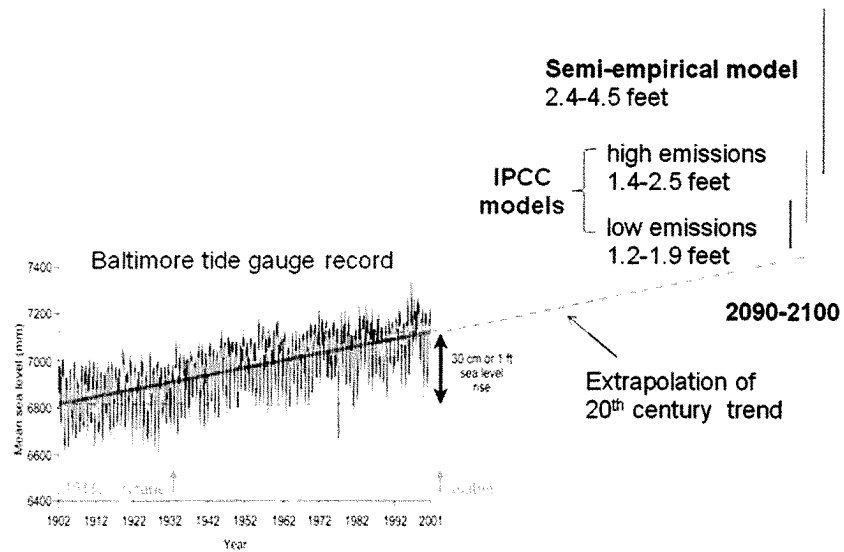 Semi-empirical model
2.4-4.5 feet
high emissions
1.4-2.5 feet
IPCC
models
low emissions
1.2-1.9 feet
Baltimore tide gauge record
2090-2100
Extrapolation of
20th century trend
30 cm or 1 ft
sea level
rise
Mean sea level (mm)
7400
7200
7000
6800
6600
6400
1902 1912 1922 1932 1942 1952 1962 1972 1982 1992 2001
Year